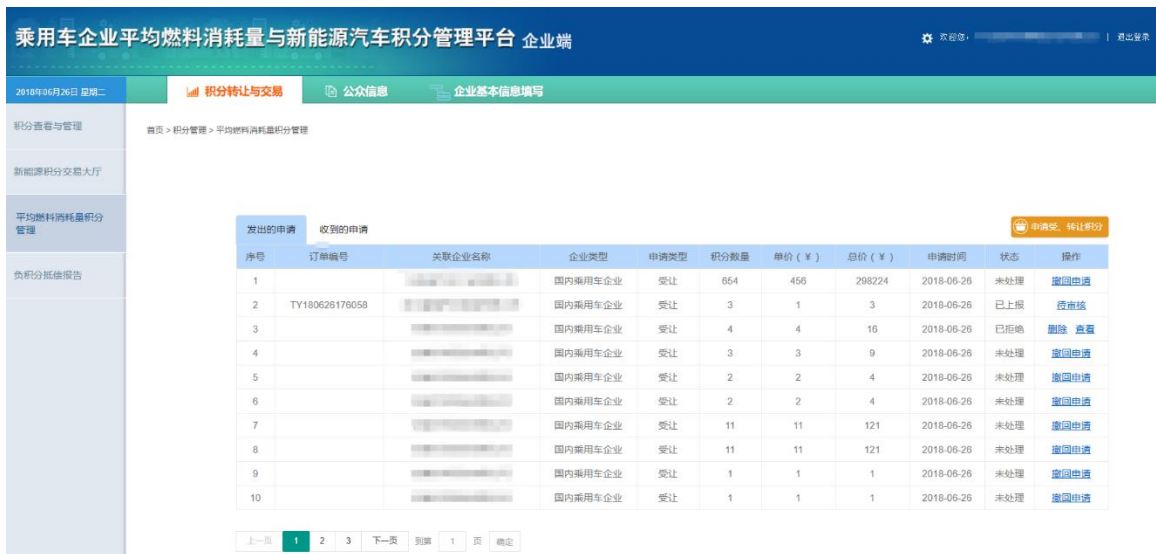 乘用车企业平均燃料消耗量与新能源汽车积分管理平台 企业端
欢迎您， | 退出登录
2018年06月26日 星期二 积分转让与交易 公众信息 企业基本信息填写
积分查看与管理
首页 > 积分管理 > 平均燃料消耗量积分管理
新能源积分交易大厅
平均燃料消耗量积分
管理
负积分抵偿报告
发出的申请 收到的申请 申请受、转让积分
序号 订单编号 关联企业名称 企业类型 申请类型 积分数量 单价（¥） 总价（¥） 申请时间 状态 操作
1 国内乘用车企业 受让 654 456 298224 2018-06-26 未处理 撤回申请
2 TY180626176058 国内乘用车企业 受让 3 1 3 2018-06-26 已上报 待审核
3 国内乘用车企业 受让 4 4 16 2018-06-26 已拒绝 删除 查看
4 国内乘用车企业 受让 3 3 9 2018-06-26 未处理 撤回申请
5 国内乘用车企业 受让 2 2 4 2018-06-26 未处理 撤回申请
6 国内乘用车企业 受让 2 2 4 2018-06-26 未处理 撤回申请
7 国内乘用车企业 受让 11 11 121 2018-06-26 未处理 撤回申请
8 国内乘用车企业 受让 11 11 121 2018-06-26 未处理 撤回申请
9 国内乘用车企业 受让 1 1 1 2018-06-26 未处理 撤回申请
10 国内乘用车企业 受让 1 1 1 2018-06-26 未处理 撤回申请
上一页 1 2 3 下一页 到第 1 页 确定